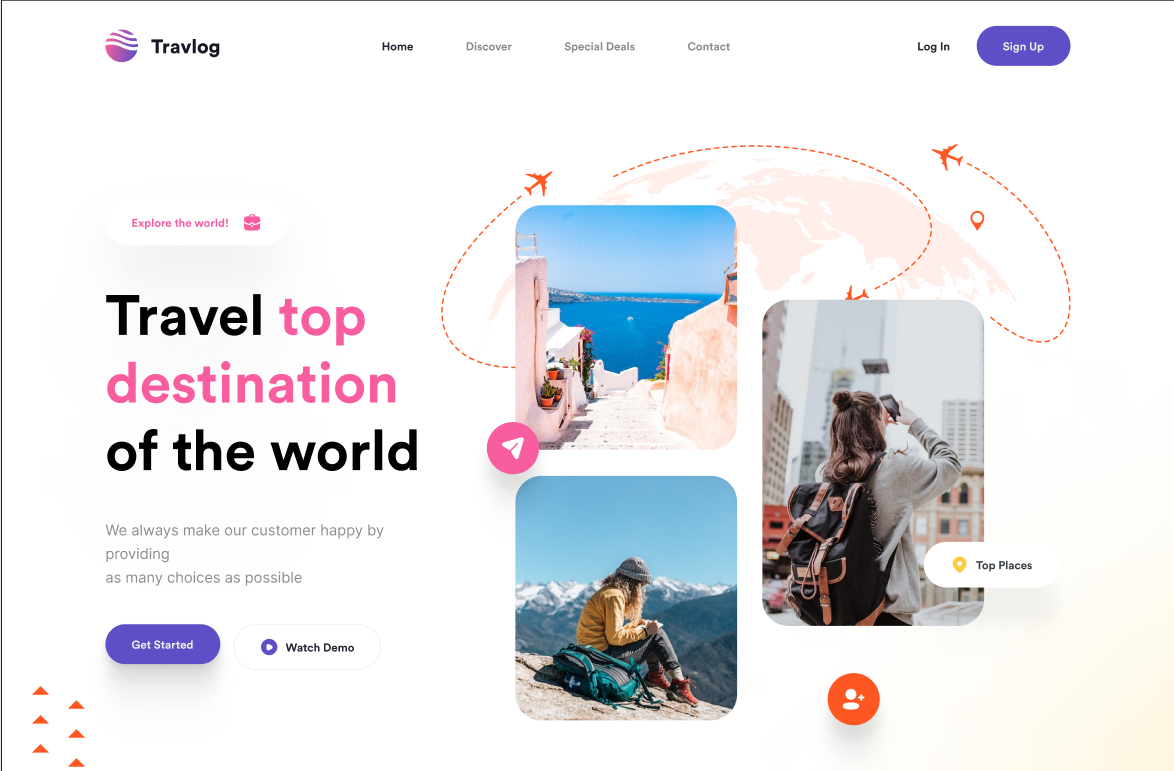 Travlog
Home
Discover
Special Deals
Contact
Log In
Sign Up
Explore the world!
Travel top
destination
of the world
We always make our customer happy by
providing
as many choices as possible
Get Started
Watch Demo
Top Places